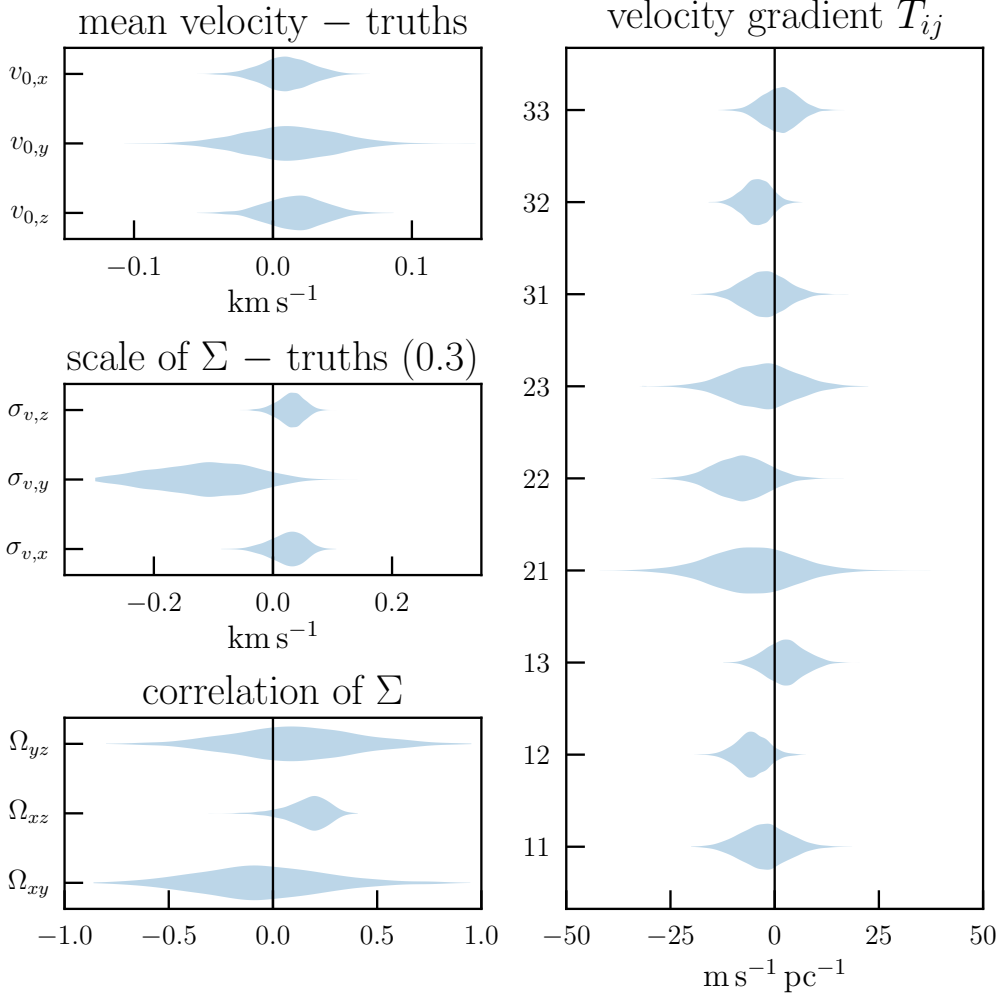 mean velocity − truths
v₀,ₓ
v₀,y
v₀,z
−0.1 0.0 0.1
km s⁻¹
scale of Σ − truths (0.3)
σᵥ,z
σᵥ,y
σᵥ,ₓ
−0.2 0.0 0.2
km s⁻¹
correlation of Σ
Ωyz
Ωxz
Ωxy
−1.0 −0.5 0.0 0.5 1.0
velocity gradient Tᵢⱼ
33
32
31
23
22
21
13
12
11
−50 −25 0 25 50
m s⁻¹ pc⁻¹